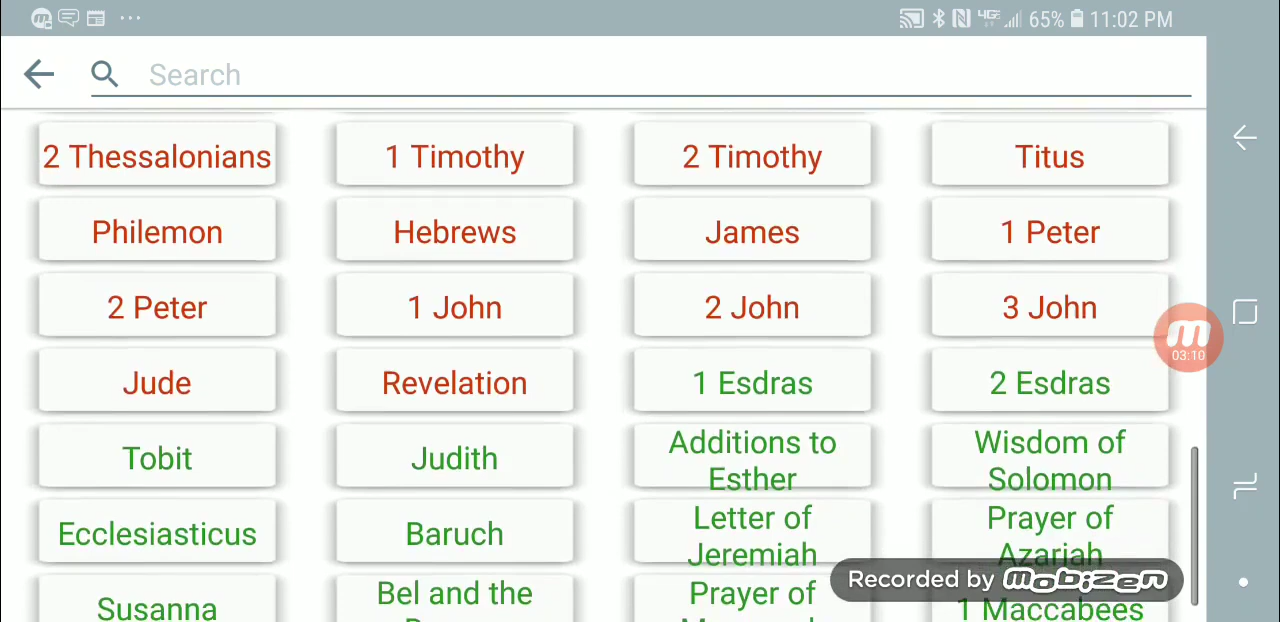 65% 11:02 PM
Search
2 Thessalonians 1 Timothy 2 Timothy Titus
Philemon Hebrews James 1 Peter
2 Peter 1 John 2 John 3 John
03:10
Jude Revelation 1 Esdras 2 Esdras
Tobit Judith Additions to Esther Wisdom of Solomon
Ecclesiasticus Baruch Letter of Jeremiah Prayer of Azariah
Recorded by mobizen
Susanna Bel and the Prayer of 1 Maccabees